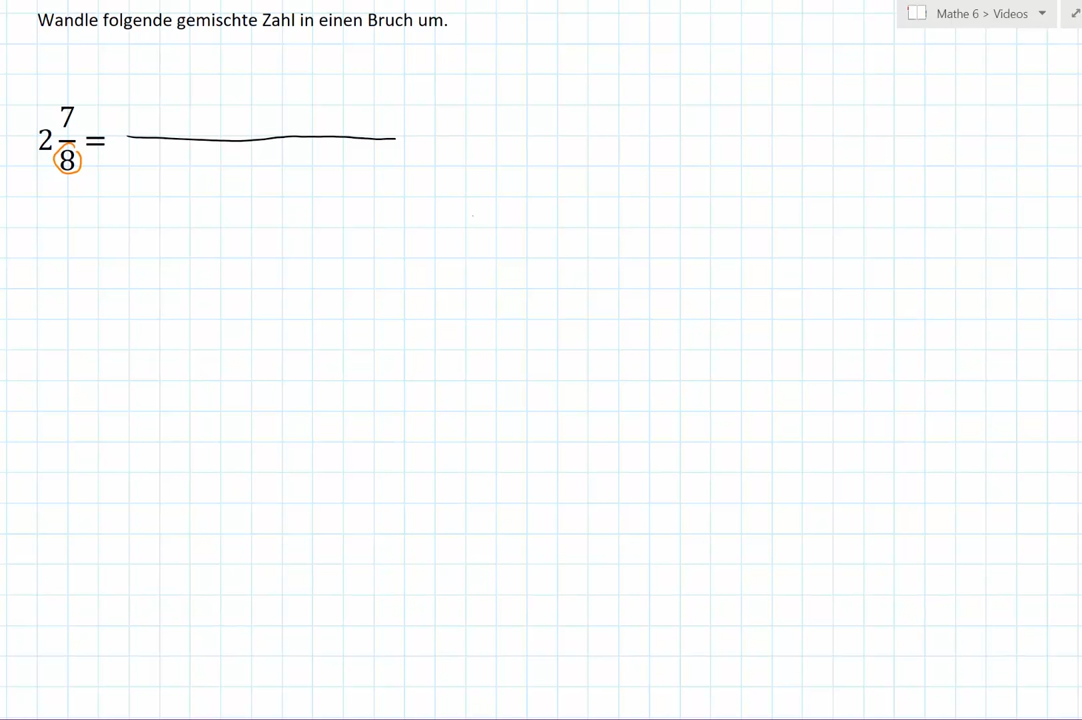 Wandle folgende gemischte Zahl in einen Bruch um.
Mathe 6 > Videos
2 7/8 =